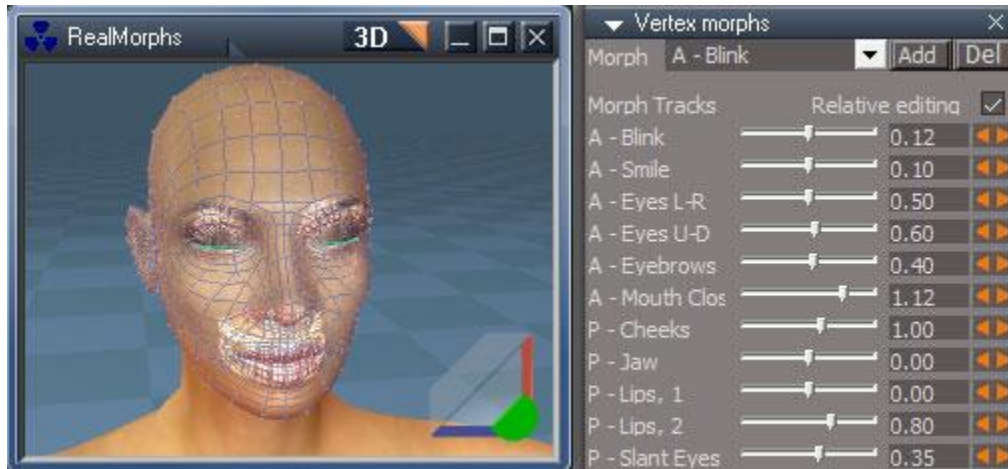 RealMorphs 3D
Vertex morphs
Morph A - Blink Add Del
Morph Tracks Relative editing
A - Blink 0.12
A - Smile 0.10
A - Eyes L-R 0.50
A - Eyes U-D 0.60
A - Eyebrows 0.40
A - Mouth Clos 1.12
P - Cheeks 1.00
P - Jaw 0.00
P - Lips, 1 0.00
P - Lips, 2 0.80
P - Slant Eyes 0.35